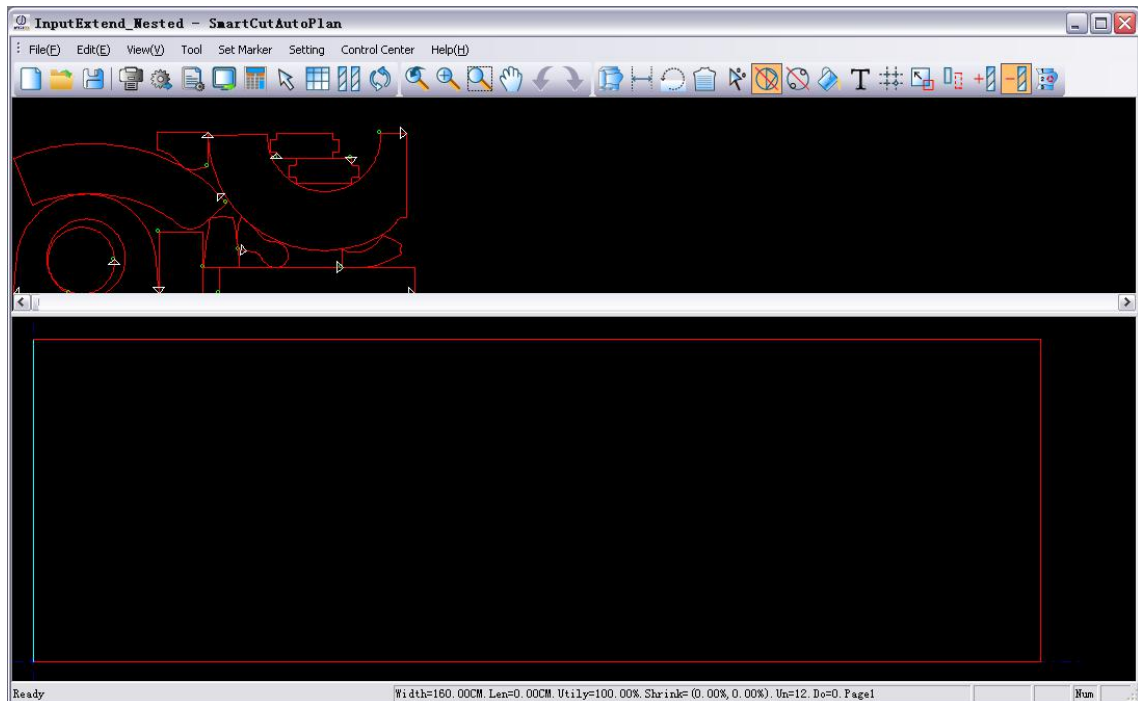 InputExtend_Nested - SmartCutAutoPlan
File(F) Edit(E) View(V) Tool Set Marker Setting Control Center Help(H)
T
Ready Width=160.00CM. Len=0.00CM. Utily=100.00%. Shrink=(0.00%, 0.00%). Un=12. Do=0. Page1 Num